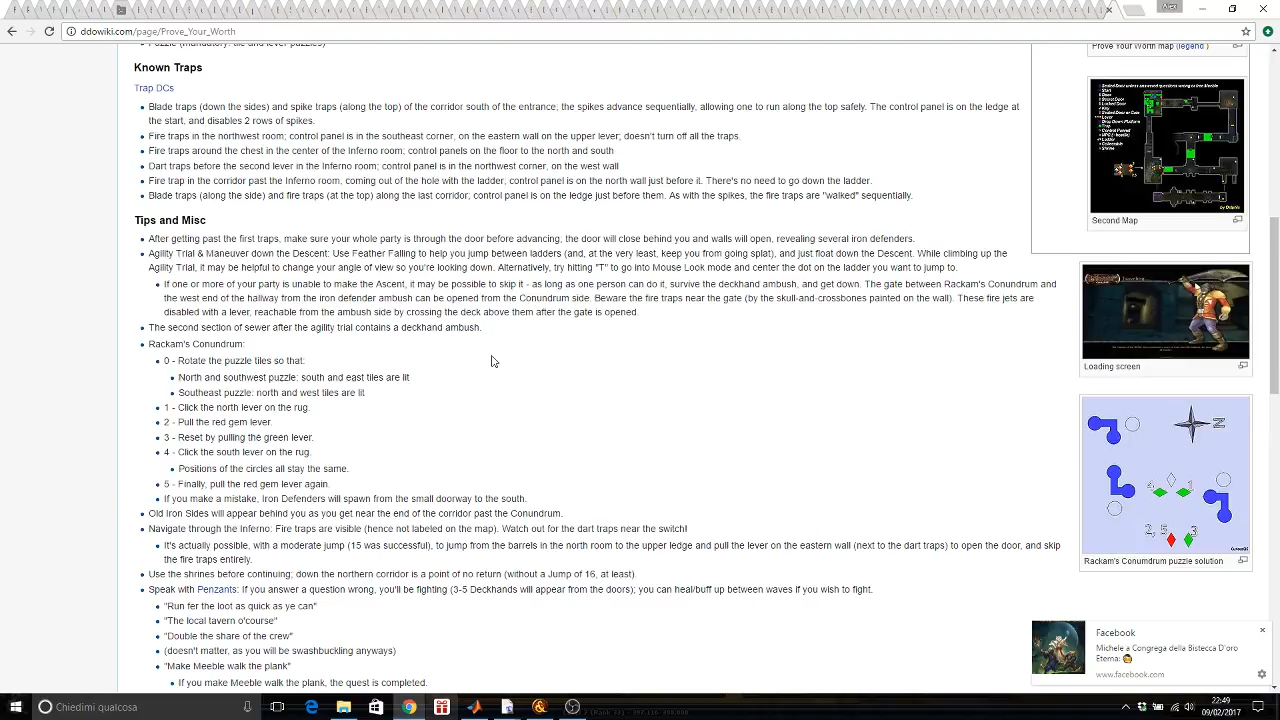 Alex
ddowiki.com/page/Prove_Your_Worth
Puzzle (mandatory: tile and lever puzzles)
Prove Your Worth map (legend )
Known Traps
Trap DCs
Blade traps (down the sides) and spike traps (along the top) in the corridor south of the entrance; the spikes advance sequentially, allowing one to run along the top safely. The control panel is on the ledge at
the start, and disables 2 rows of spikes.
Fire traps in the northwest room; control panel is in the southeast corner, on the eastern wall on the upper lever; doesn't turn off all the traps.
Fire traps around the chest in the center of the Inferno room; control panels on the floor to the north and south
Dart traps before the second lever in the Inferno room; control panel is in the northwest corner, on the west wall
Fire trap in the corridor past the Inferno room, coming out of the hole with the ladder, control panel is on the north wall just before it. There's no need to go down the ladder.
Blade traps (along the side) and fire traps (at the top) along the last corridor, control panel is on the ledge just before them. As with the spikes, the fire traps are "walked" sequentially.
Second Map
Tips and Misc
After getting past the first traps, make sure your whole party is through the door before advancing, the door will close behind you and walls will open, revealing several iron defenders.
Agility Trial & Maneuver down the Descent: Use Feather Falling to help you jump between ladders (and, at the very least, keep you from going splat), and just float down the Descent. While climbing up the
Agility Trial, it may be helpful to change your angle of view so you're looking down. Alternatively, try hitting "T" to go into Mouse Look mode and center the dot on the ladder you want to jump to.
If one or more of your party is unable to make the Agility, it just possible to skip it - as long as one person can do it, survive the deckhand ambush, and get down. The gate between Rackam's Conundrum and
the west end of the hallway from the iron defender ambush can be opened from the Conundrum side. Beware the fire traps near the gate (by the skull-and-crossbones painted on the wall). These fire jets are
disabled with a lever, reachable from the ambush side by crossing the deck above them after the gate is opened.
The second section of sewer after the agility trial contains a deckhand ambush.
Loading screen
Rackam's Conundrum:
0 - Rotate the puzzle tiles so that:
North and southwest puzzle: south and east tiles are lit
Southeast puzzle: north and west tiles are lit
1 - Click the north lever on the rug.
2 - Pull the red gem lever.
3 - Reset by pulling the green lever.
4 - Click the south lever on the rug.
Positions of the circles all stay the same.
5 - Finally, pull the red gem lever again.
If you make a mistake, Iron Defenders will spawn from the small doorway to the south.
Z
4 1
2, 5 3
Rackam's Conumdrum puzzle solution
Old Iron Sides will appear behind you as you get near the end of the corridor past the Conundrum.
Navigate through the Inferno: Fire traps are visible (hence not labeled on the map). Watch out for the dart traps near the switch!
It's actually possible, with a moderate jump (15 was successful), to jump from the barrels in the north room to the upper ledge and pull the lever on the eastern wall (next to the dart traps) to open the door, and skip
the fire traps entirely.
Use the shrines before continuing; down the northern corridor is a point of no return (without a Jump of 16, at least).
Speak with Penzants: If you answer a question wrong, you'll be fighting (3-5 Deckhands will appear from the doors); you can heal/buff up between waves if you wish to fight.
"Run fer the loot as quick as ye can"
"The local tavern o'course"
"Double the share of the crew"
(doesn't matter, as you will be swashbuckling anyways)
"Make Meeble walk the plank"
If you make Meeble walk the plank, the quest is completed.
Facebook
Michele a Congrega della Bistecca D'oro
Eterna:
www.facebook.com
Chiedimi qualcosa
22:49
09/02/2017